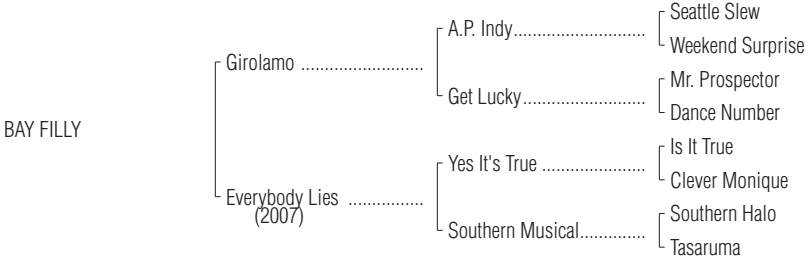 Seattle Slew
A.P. Indy..............................
Weekend Surprise
Girolamo ............................
Mr. Prospector
Get Lucky............................
Dance Number
BAY FILLY
Is It True
Yes It's True ........................
Clever Monique
Everybody Lies .................
(2007)
Southern Halo
Southern Musical...............
Tasaruma